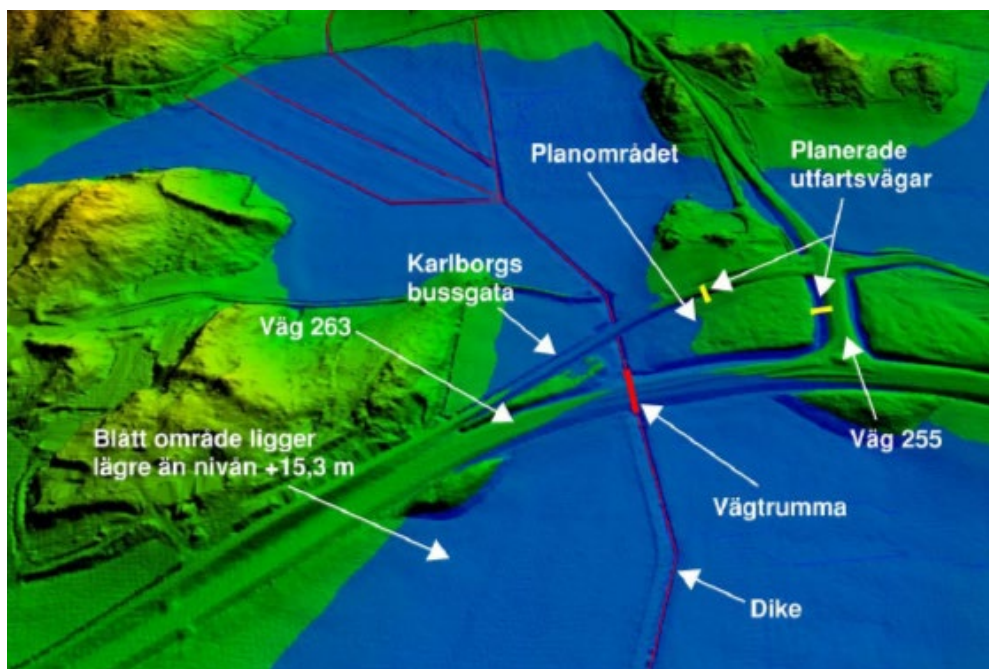 Planområdet
Planerade
utfartsvägar
Karlborgs
bussgata
Väg 263
Blått område ligger
lägre än nivån +15,3 m
Väg 255
Vägtrumma
Dike